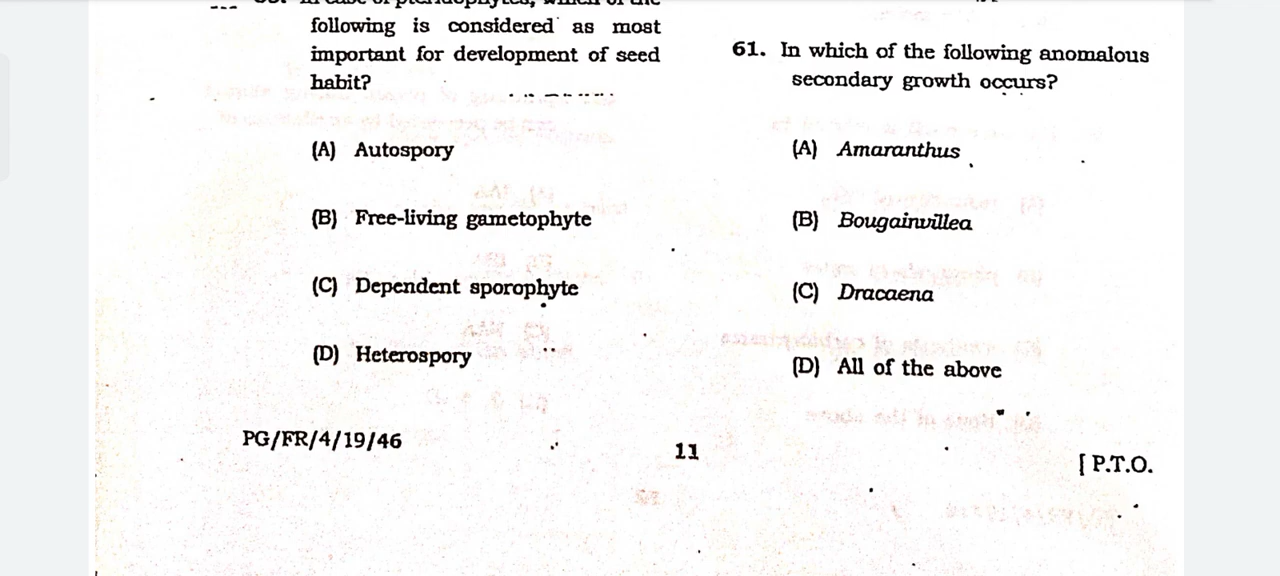 following is considered as most
important for development of seed
habit?
(A) Autospory
(B) Free-living gametophyte
(C) Dependent sporophyte
(D) Heterospory
PG/FR/4/19/46
11
61. In which of the following anomalous
secondary growth occurs?
(A) Amaranthus
(B) Bougainvillea
(C) Dracaena
(D) All of the above
[ P.T.O.